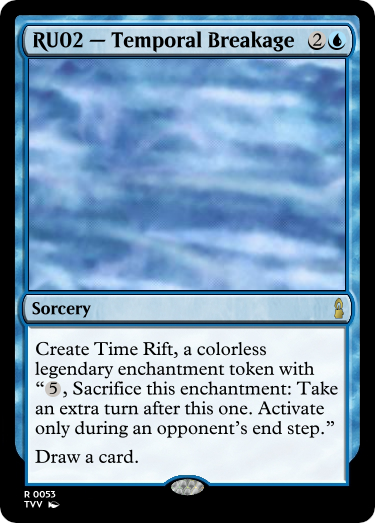 RU02 — Temporal Breakage 2
Sorcery
Create Time Rift, a colorless
legendary enchantment token with
“5, Sacrifice this enchantment: Take
an extra turn after this one. Activate
only during an opponent’s end step.”
Draw a card.
R 0053
TVV